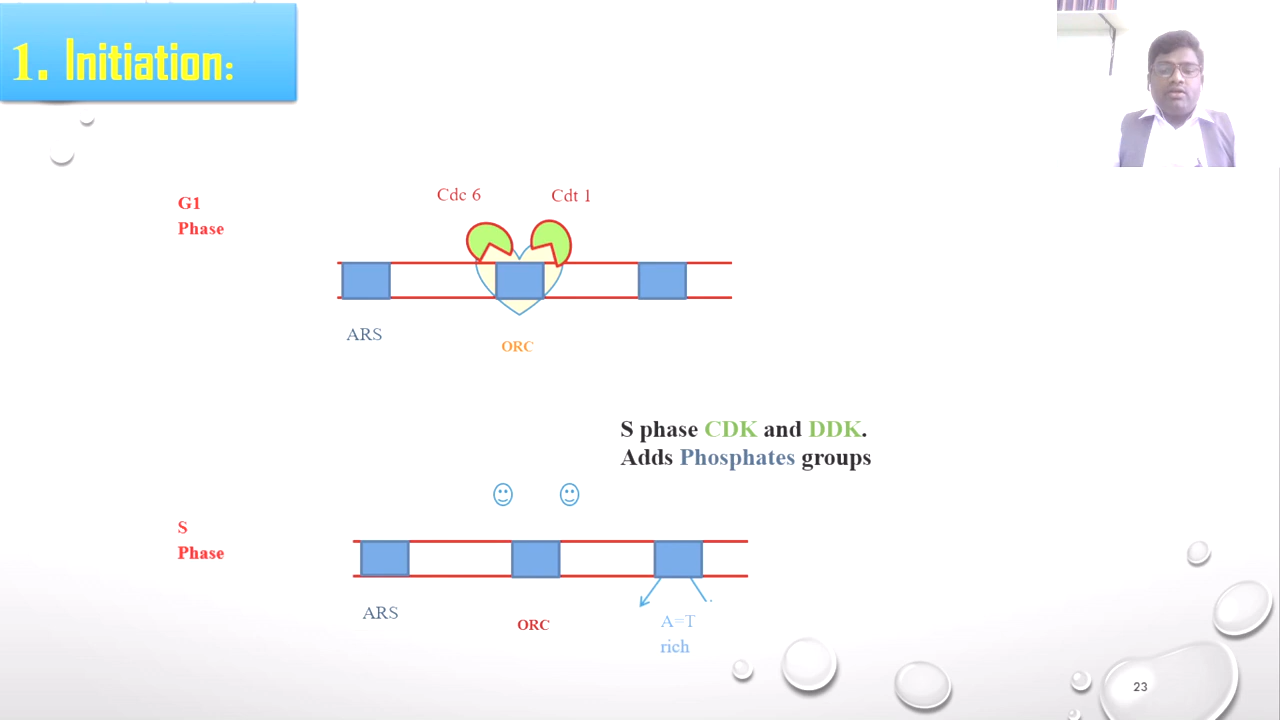 1. Initiation:
G1
Phase
Cdc 6
Cdt 1
ARS
ORC
S phase CDK and DDK.
Adds Phosphates groups
S
Phase
ARS
ORC
A=T
rich
23